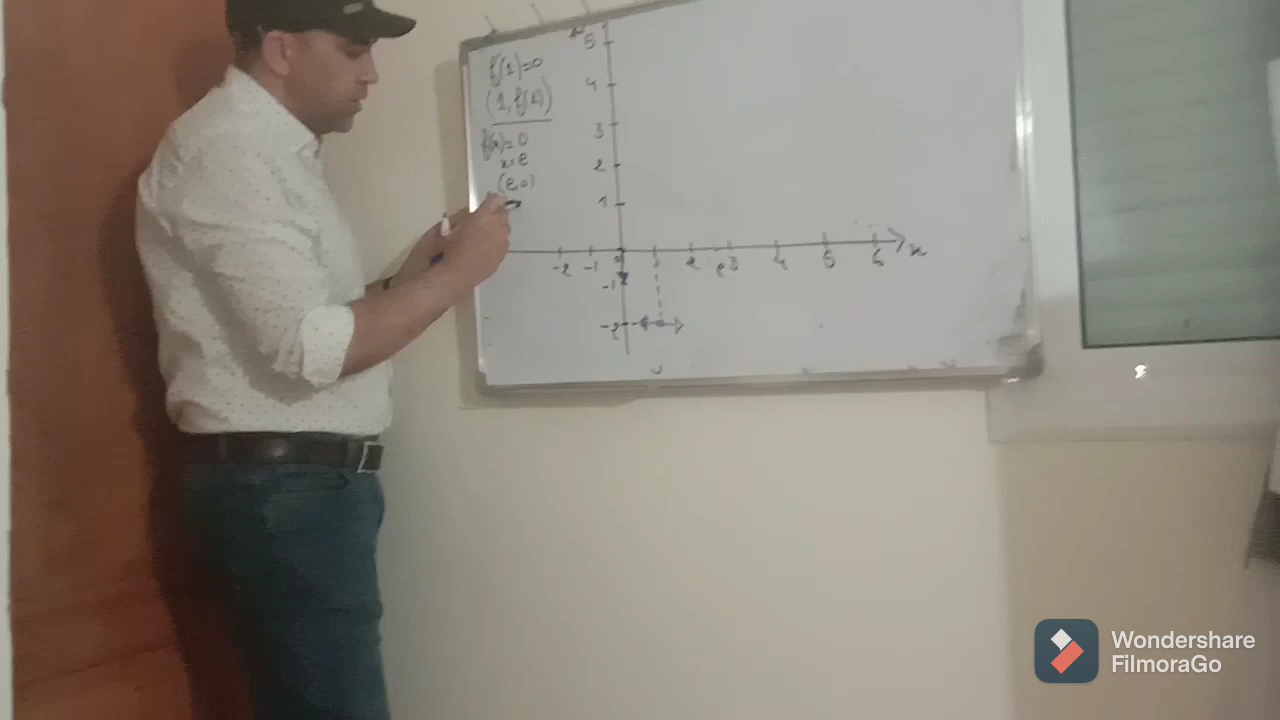 f'(1)=0
(1, f(1))
f(x)=0
x=e
(e,0)
5
4
3
2
1
-2 -1 0 1 2 e 3 4 5 6 x
-1
-2
Wondershare
FilmoraGo